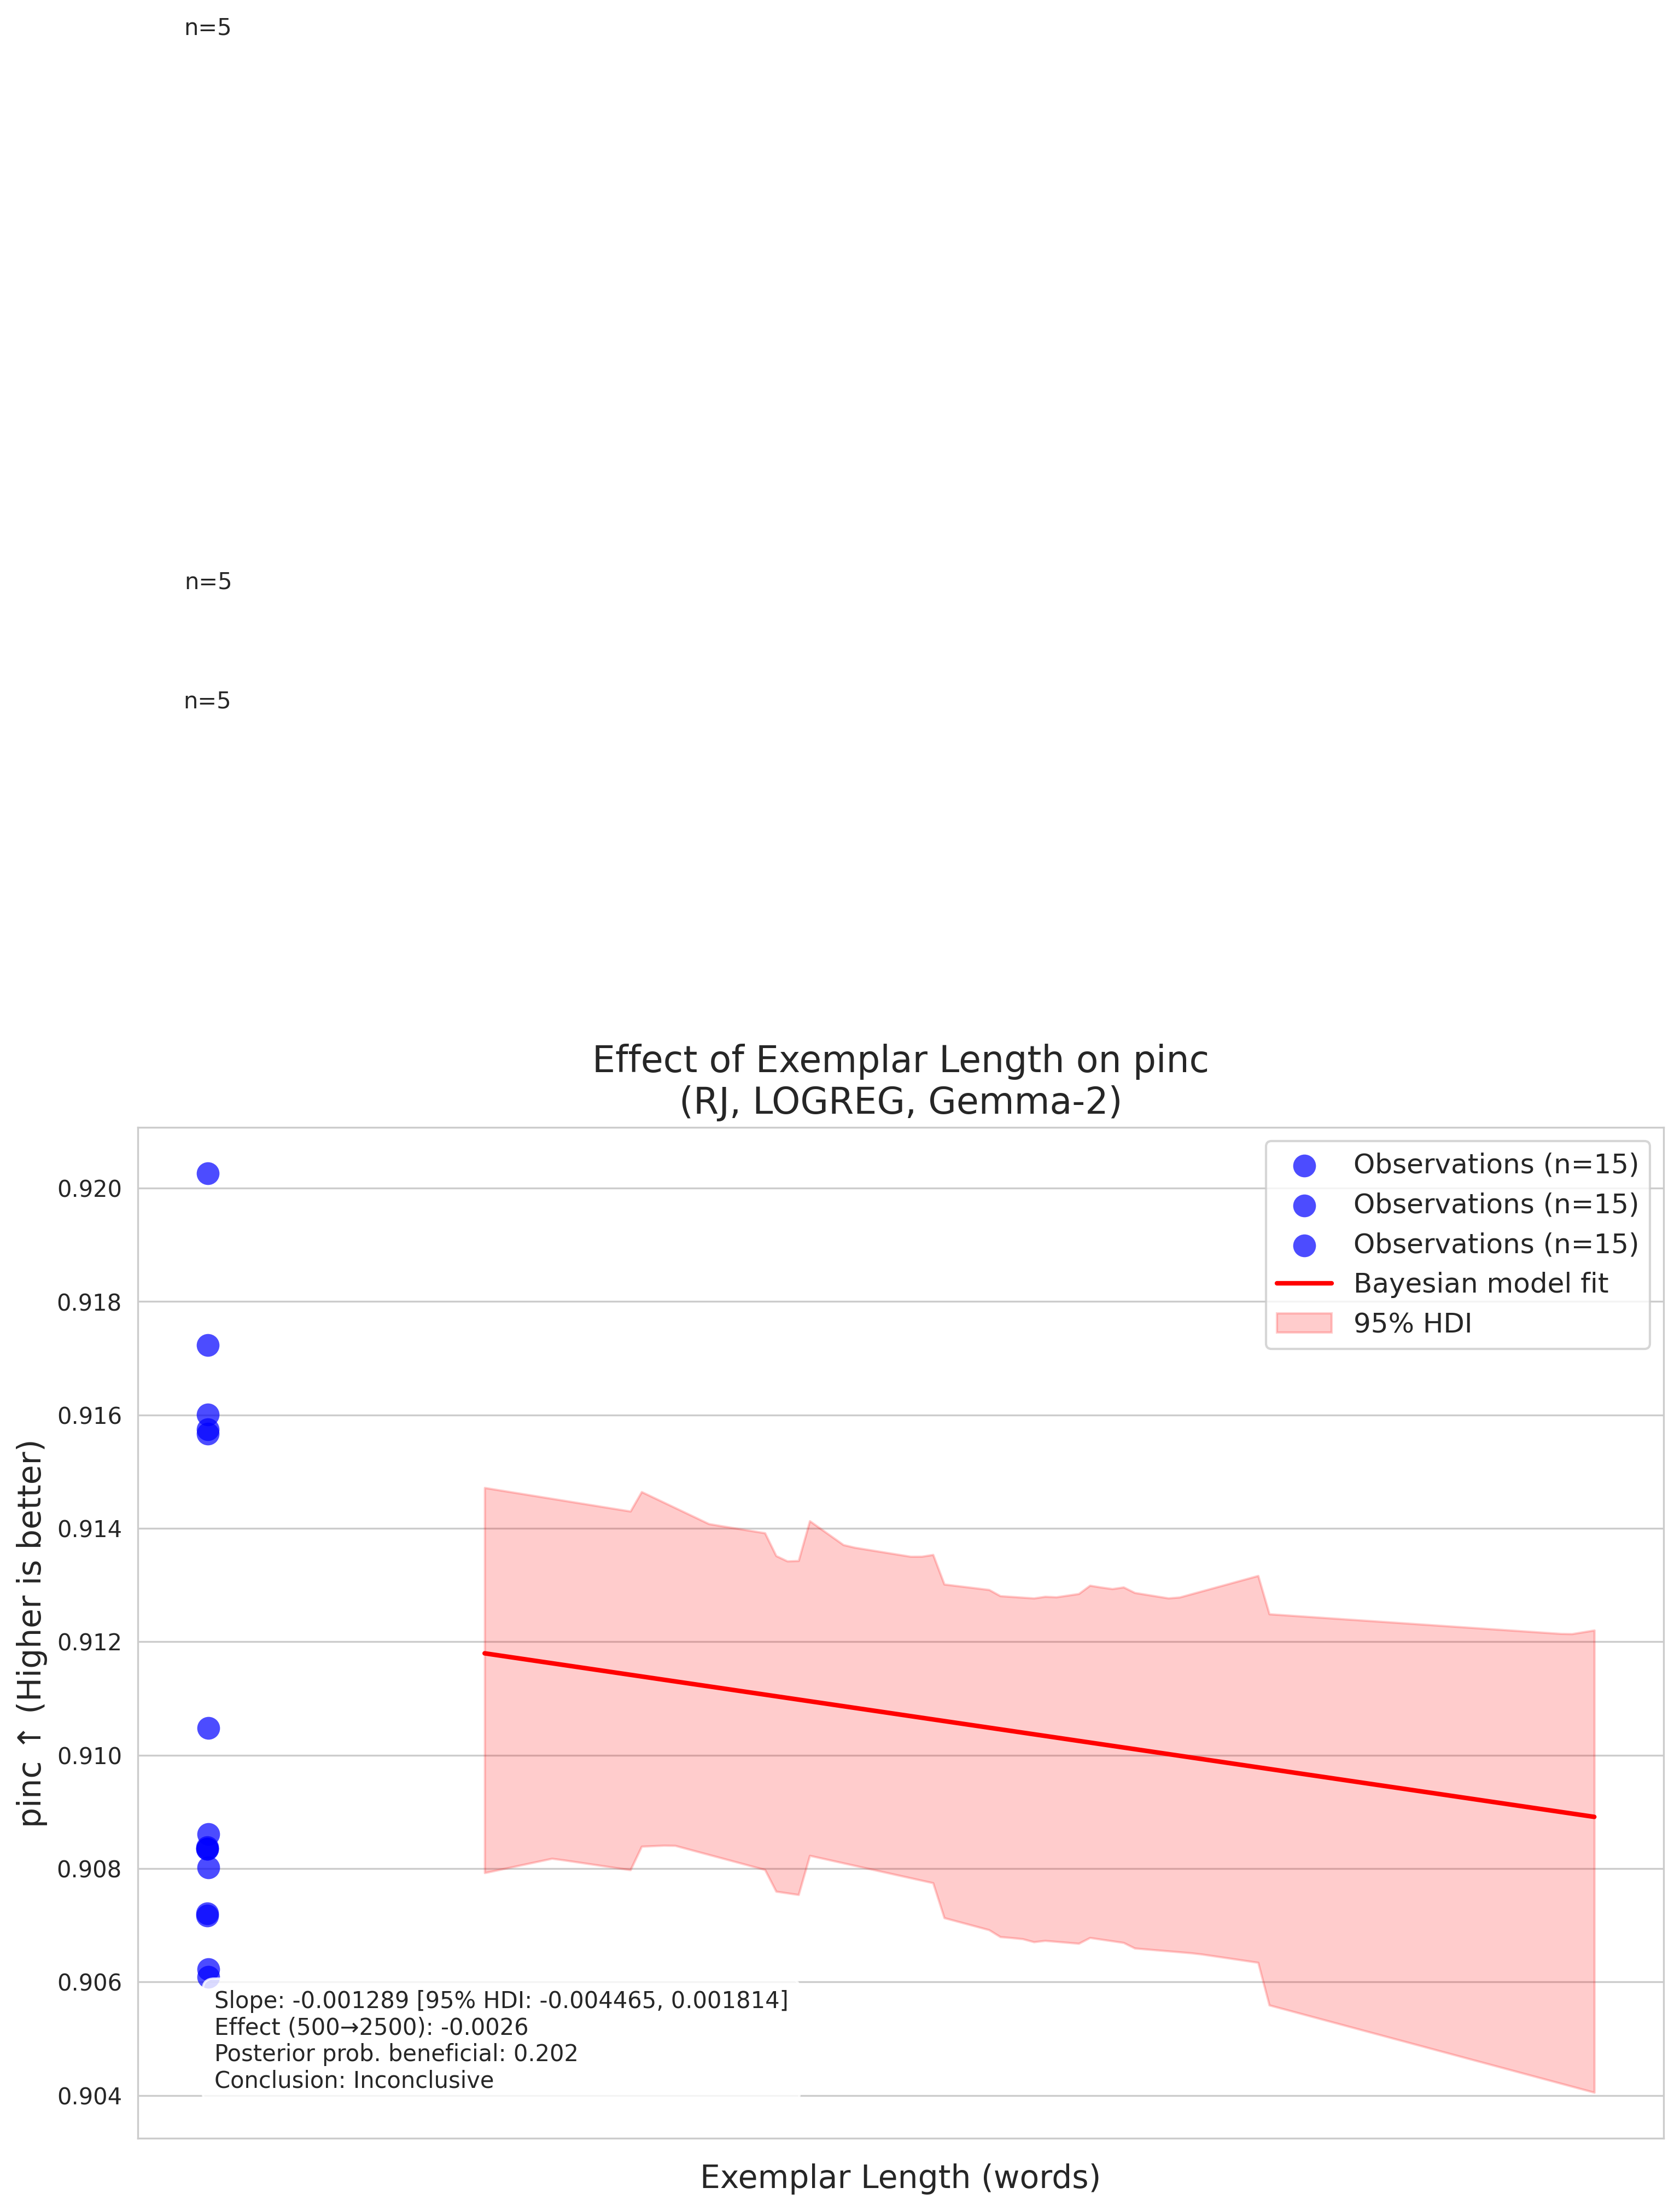 n=5
n=5
n=5
Effect of Exemplar Length on pinc
(RJ, LOGREG, Gemma-2)
Observations (n=15)
Observations (n=15)
Observations (n=15)
Bayesian model fit
95% HDI
0.920
0.918
0.916
0.914
0.912
0.910
0.908
0.906
0.904
pinc ↑ (Higher is better)
Slope: -0.001289 [95% HDI: -0.004465, 0.001814]
Effect (500→2500): -0.0026
Posterior prob. beneficial: 0.202
Conclusion: Inconclusive
Exemplar Length (words)